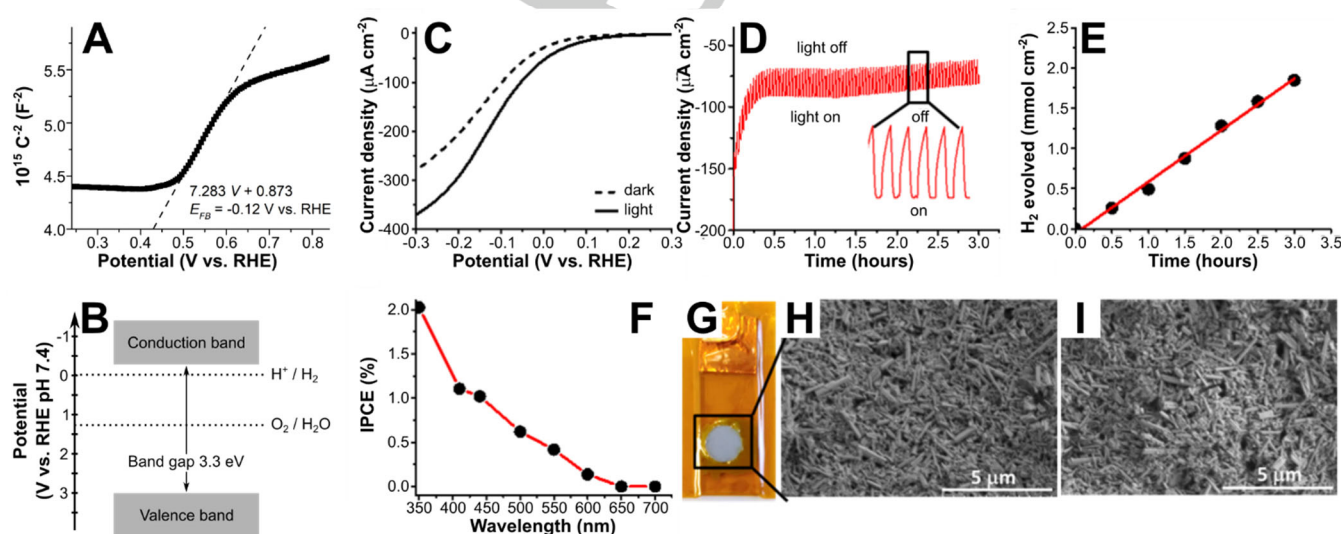 A
10¹⁵ C⁻² (F⁻²)
5.5
5.0
4.5
4.0
7.283 V + 0.873
E_FB = -0.12 V vs. RHE
0.3 0.4 0.5 0.6 0.7 0.8
Potential (V vs. RHE)
C
Current density (µA cm⁻²)
0
-100
-200
-300
-400
dark
light
-0.3 -0.2 -0.1 0.0 0.1 0.2 0.3
Potential (V vs. RHE)
D
Current density (µA cm⁻²)
-50
-100
-150
-200
light off
light on
off
on
0.0 0.5 1.0 1.5 2.0 2.5 3.0
Time (hours)
E
H₂ evolved (mmol cm⁻²)
2.5
2.0
1.5
1.0
0.5
0.0
0.0 0.5 1.0 1.5 2.0 2.5 3.0 3.5
Time (hours)
B
Potential
(V vs. RHE pH 7.4)
-1
0
1
2
3
Conduction band
H⁺ / H₂
O₂ / H₂O
Band gap 3.3 eV
Valence band
F
IPCE (%)
2.0
1.5
1.0
0.5
0.0
350 400 450 500 550 600 650 700
Wavelength (nm)
G
H
5 µm
I
5 µm